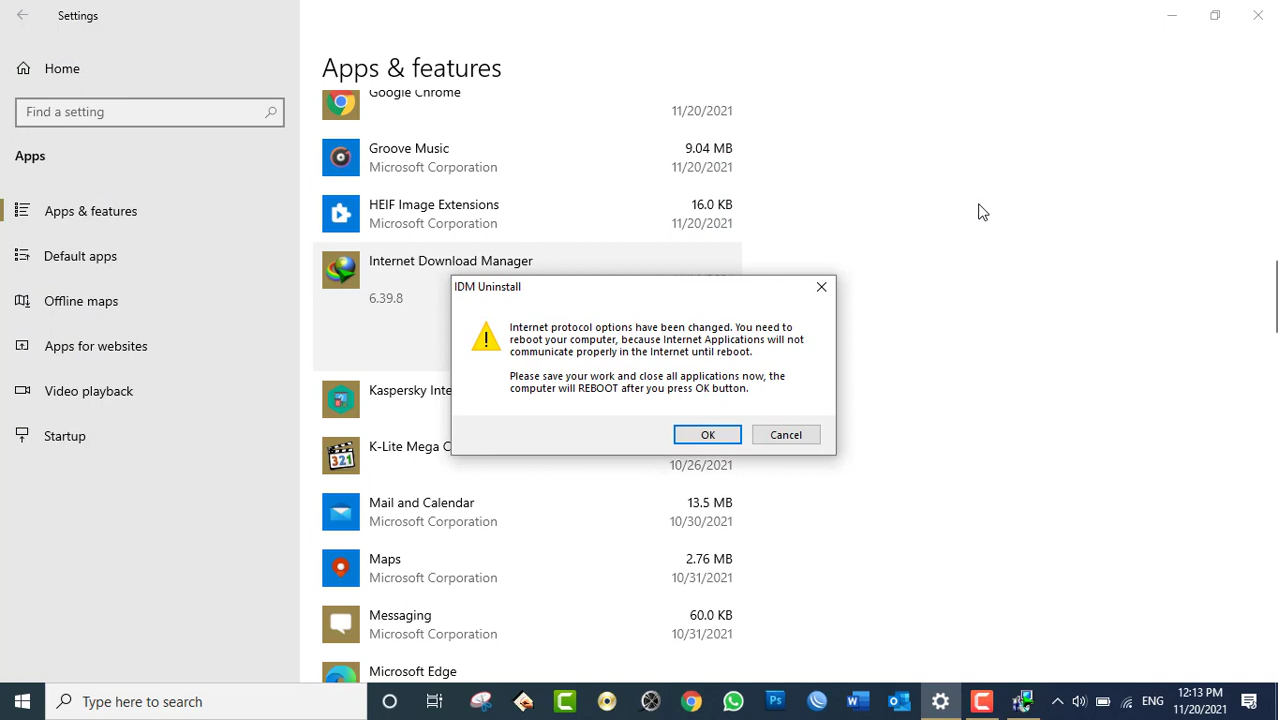 Settings
Home
Find a setting
Apps
Apps & features
Default apps
Offline maps
Apps for websites
Video playback
Startup
Apps & features
Google Chrome
11/20/2021
Groove Music 9.04 MB
Microsoft Corporation 11/20/2021
HEIF Image Extensions 16.0 KB
Microsoft Corporation 11/20/2021
Internet Download Manager
6.39.8
IDM Uninstall
Internet protocol options have been changed. You need to
reboot your computer, because Internet Applications will not
communicate properly in the Internet until reboot.
Please save your work and close all applications now, the
computer will REBOOT after you press OK button.
OK Cancel
Kaspersky Inte
K-Lite Mega C
10/26/2021
Mail and Calendar 13.5 MB
Microsoft Corporation 10/30/2021
Maps 2.76 MB
Microsoft Corporation 10/31/2021
Messaging 60.0 KB
Microsoft Corporation 10/31/2021
Microsoft Edge
Type here to search
321
Ps
ENG
12:13 PM
11/20/2021